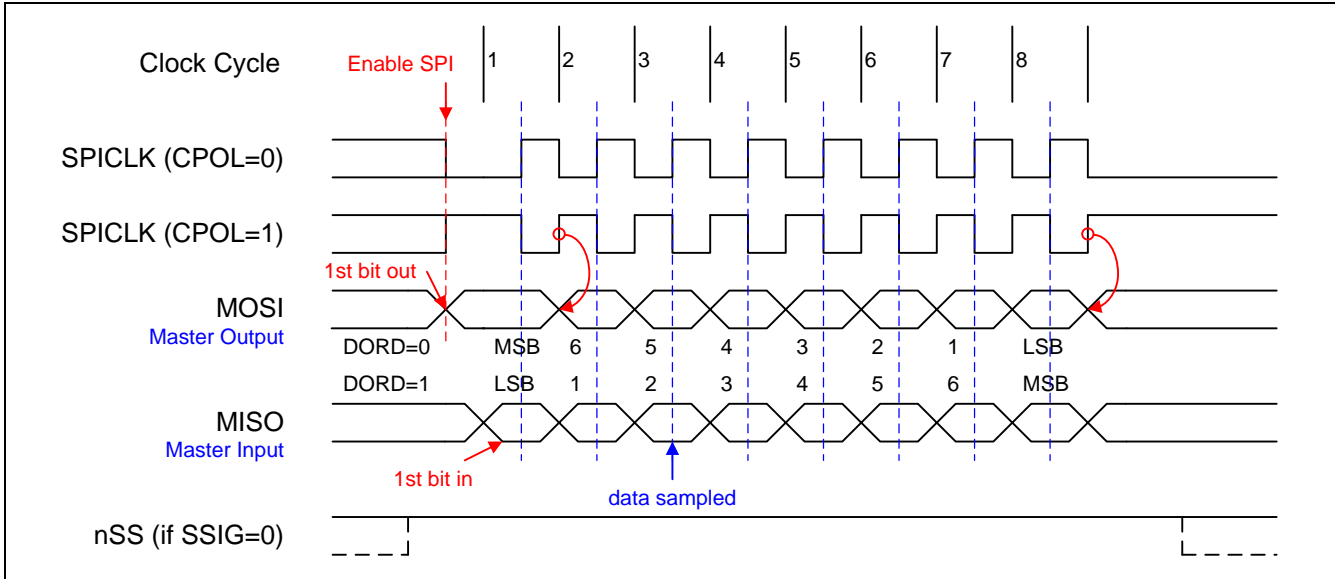 Clock Cycle
Enable SPI
1 2 3 4 5 6 7 8
SPICLK (CPOL=0)
SPICLK (CPOL=1)
1st bit out
MOSI
Master Output
DORD=0 MSB 6 5 4 3 2 1 LSB
DORD=1 LSB 1 2 3 4 5 6 MSB
MISO
Master Input
1st bit in
data sampled
nSS (if SSIG=0)